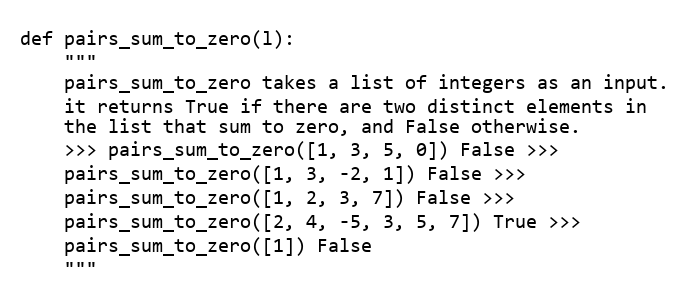 def pairs_sum_to_zero(l):
    """
    pairs_sum_to_zero takes a list of integers as an input.
    it returns True if there are two distinct elements in
    the list that sum to zero, and False otherwise.
    >>> pairs_sum_to_zero([1, 3, 5, 0]) False >>>
    pairs_sum_to_zero([1, 3, -2, 1]) False >>>
    pairs_sum_to_zero([1, 2, 3, 7]) False >>>
    pairs_sum_to_zero([2, 4, -5, 3, 5, 7]) True >>>
    pairs_sum_to_zero([1]) False
    """